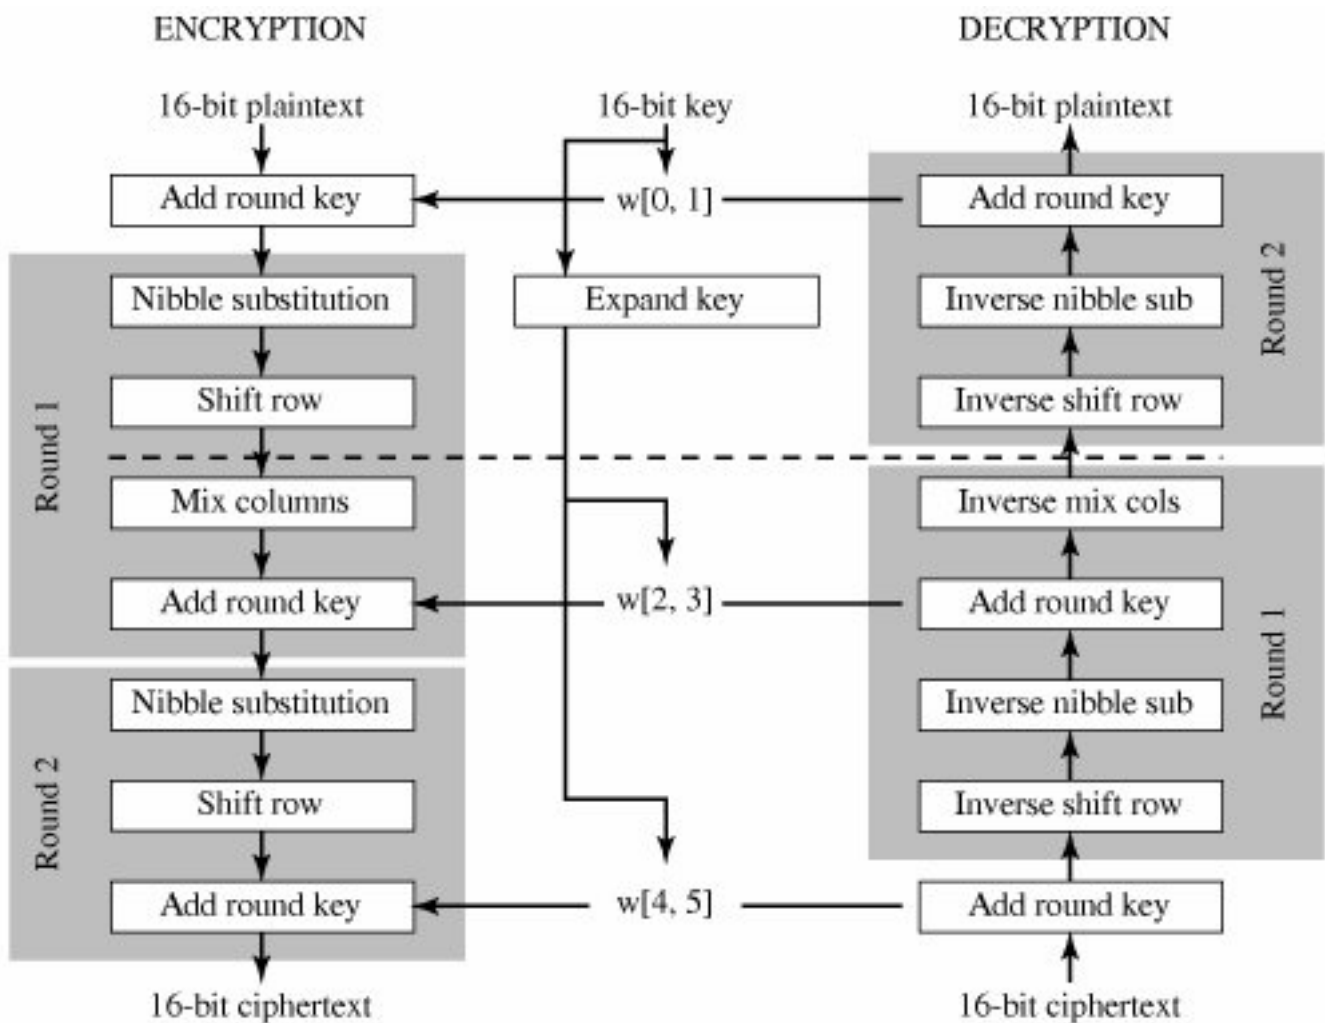 ENCRYPTION
DECRYPTION
16-bit plaintext
16-bit key
16-bit plaintext
Add round key
w[0, 1]
Add round key
Nibble substitution
Expand key
Inverse nibble sub
Round 2
Shift row
Inverse shift row
Round 1
Mix columns
Inverse mix cols
Add round key
w[2, 3]
Add round key
Round 1
Nibble substitution
Inverse nibble sub
Round 2
Shift row
Inverse shift row
Add round key
w[4, 5]
Add round key
16-bit ciphertext
16-bit ciphertext